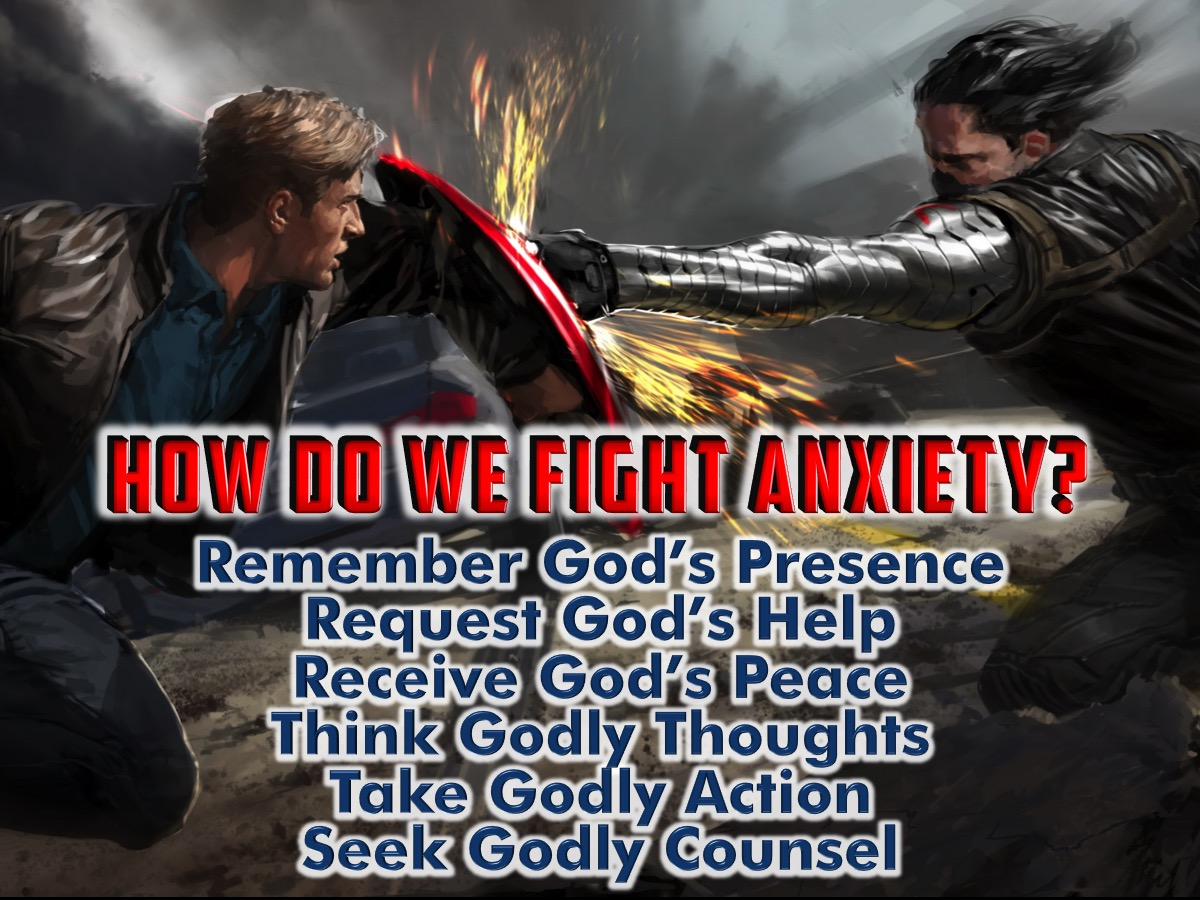 HOW DO WE FIGHT ANXIETY?
Remember God’s Presence
Request God’s Help
Receive God’s Peace
Think Godly Thoughts
Take Godly Action
Seek Godly Counsel